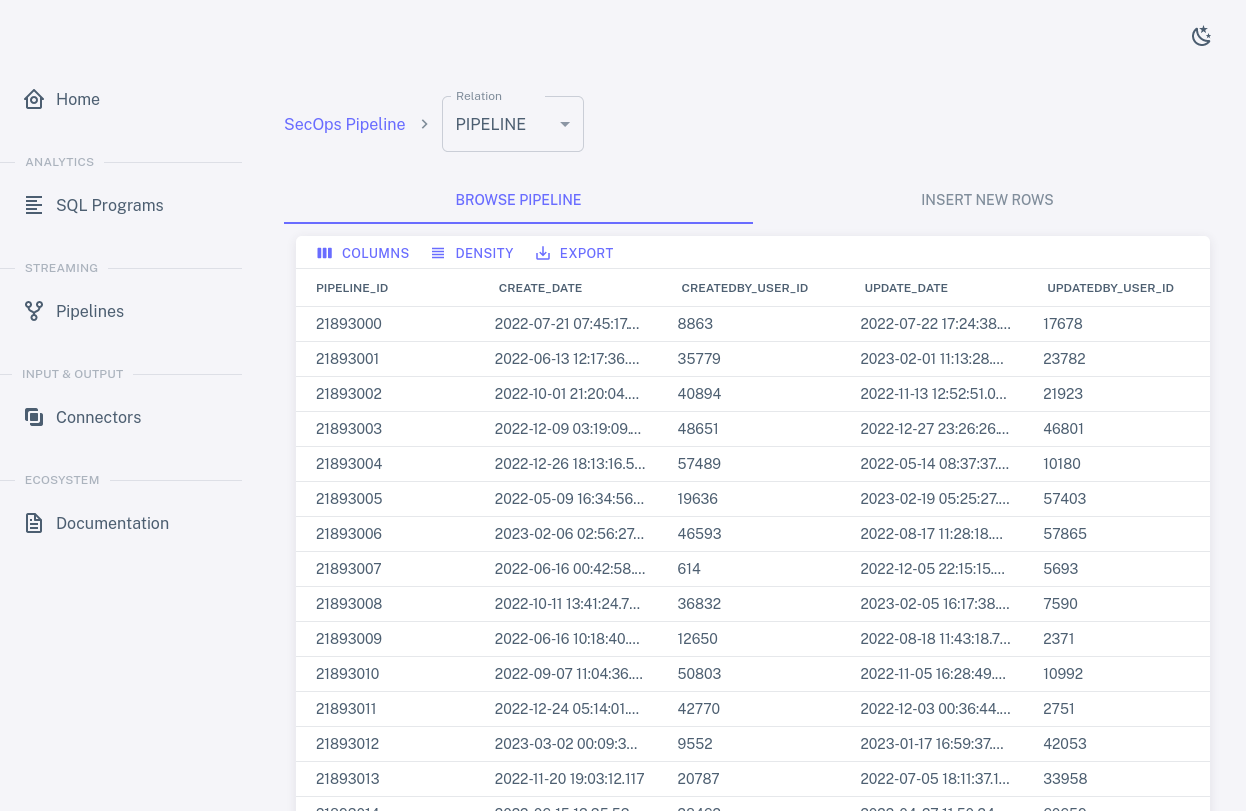 Home
ANALYTICS
SQL Programs
STREAMING
Pipelines
INPUT & OUTPUT
Connectors
ECOSYSTEM
Documentation
Relation
SecOps Pipeline > PIPELINE
BROWSE PIPELINE INSERT NEW ROWS
COLUMNS DENSITY EXPORT
PIPELINE_ID CREATE_DATE CREATEDBY_USER_ID UPDATE_DATE UPDATEDBY_USER_ID
21893000 2022-07-21 07:45:17.... 8863 2022-07-22 17:24:38.... 17678
21893001 2022-06-13 12:17:36.... 35779 2023-02-01 11:13:28.... 23782
21893002 2022-10-01 21:20:04.... 40894 2022-11-13 12:52:51.0... 21923
21893003 2022-12-09 03:19:09.... 48651 2022-12-27 23:26:26.... 46801
21893004 2022-12-26 18:13:16.5... 57489 2022-05-14 08:37:37.... 10180
21893005 2022-05-09 16:34:56.... 19636 2023-02-19 05:25:27.... 57403
21893006 2023-02-06 02:56:27.... 46593 2022-08-17 11:28:18.... 57865
21893007 2022-06-16 00:42:58.... 614 2022-12-05 22:15:15.... 5693
21893008 2022-10-11 13:41:24.7... 36832 2023-02-05 16:17:38.... 7590
21893009 2022-06-16 10:18:40.... 12650 2022-08-18 11:43:18.7... 2371
21893010 2022-09-07 11:04:36.... 50803 2022-11-05 16:28:49.... 10992
21893011 2022-12-24 05:14:01.... 42770 2022-12-03 00:36:44.... 2751
21893012 2023-03-02 00:09:3... 9552 2023-01-17 16:59:37.... 42053
21893013 2022-11-20 19:03:12.117 20787 2022-07-05 18:11:37.1... 33958